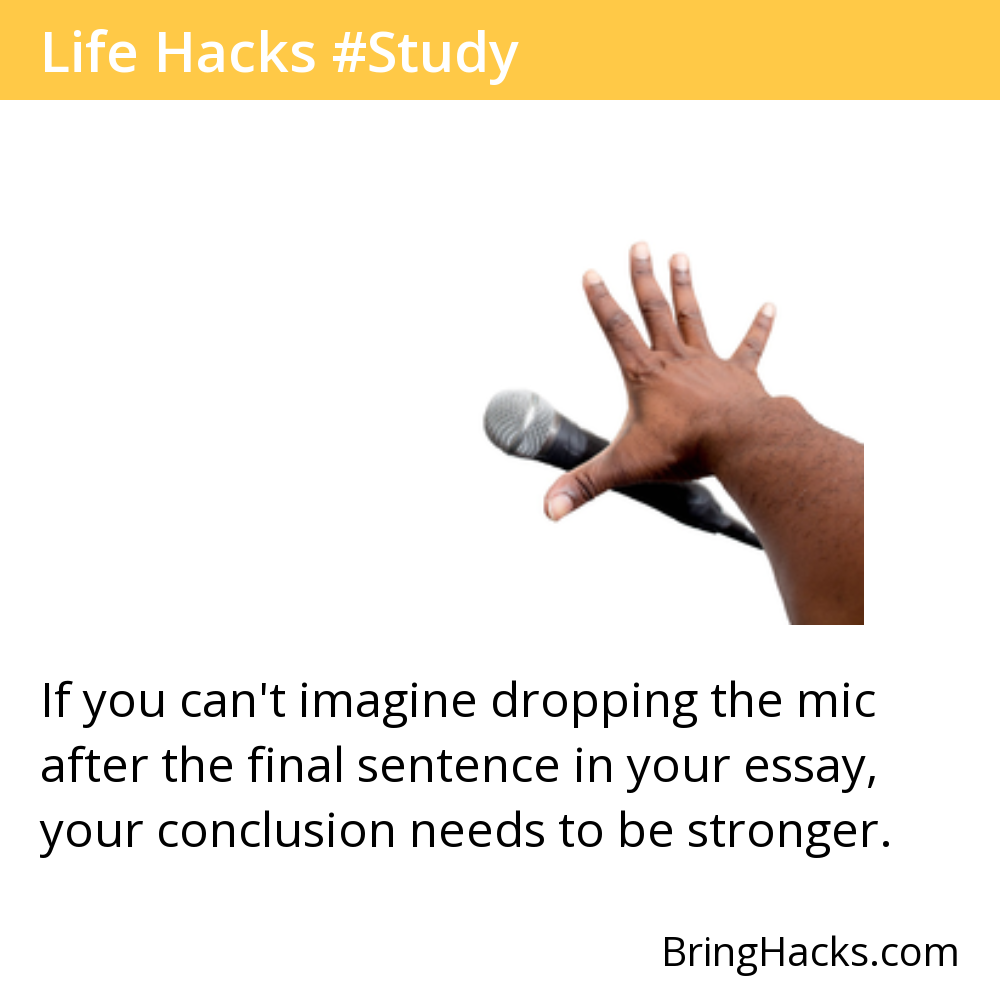 Life Hacks #Study
If you can't imagine dropping the mic
after the final sentence in your essay,
your conclusion needs to be stronger.
BringHacks.com